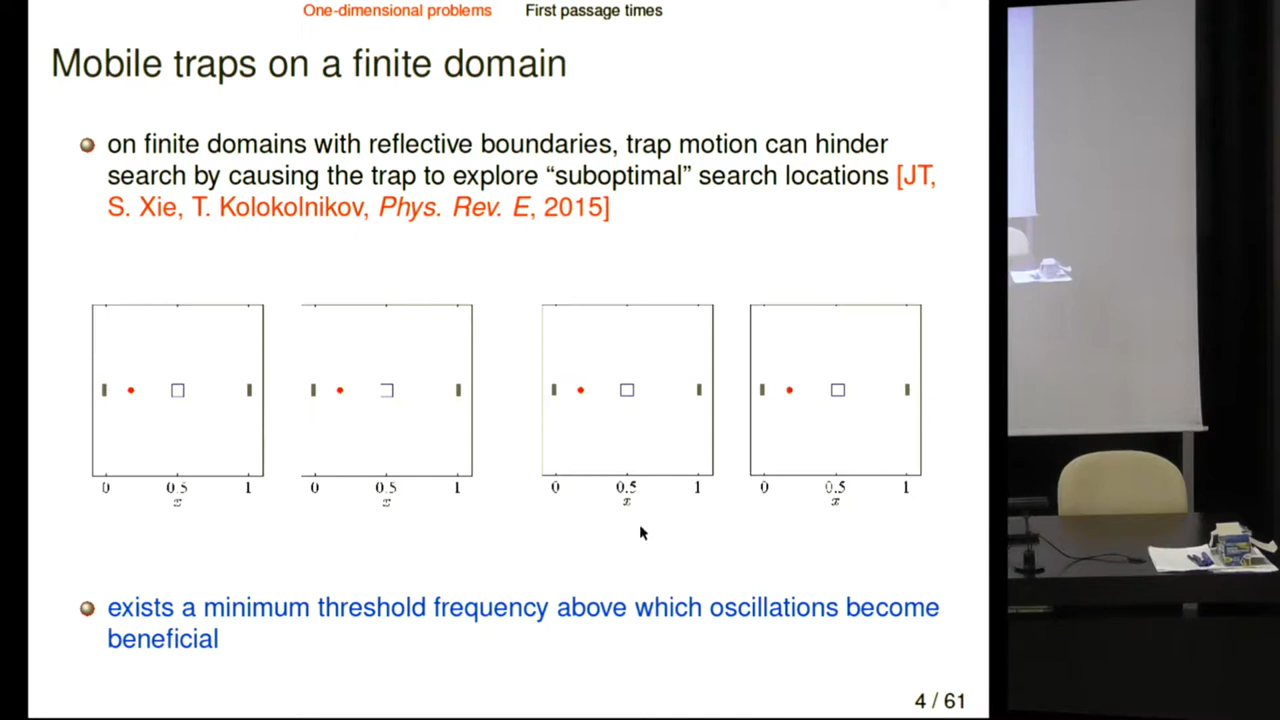 One-dimensional problems First passage times
Mobile traps on a finite domain
on finite domains with reflective boundaries, trap motion can hinder
search by causing the trap to explore “suboptimal” search locations [JT,
S. Xie, T. Kolokolnikov, Phys. Rev. E, 2015]
0 0.5 1 0 0.5 1 0 0.5 1 0 0.5 1
x x x x
exists a minimum threshold frequency above which oscillations become
beneficial
4 / 61